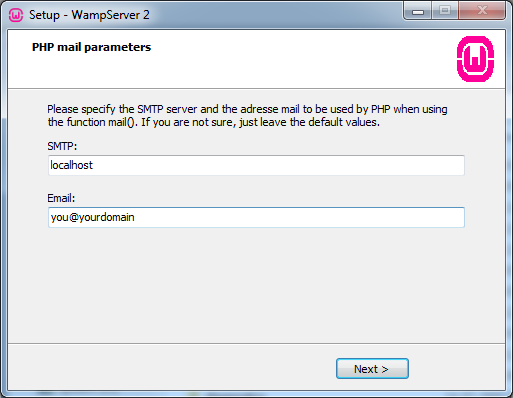 Setup - WampServer 2
PHP mail parameters
Please specify the SMTP server and the adresse mail to be used by PHP when using
the function mail(). If you are not sure, just leave the default values.
SMTP:
localhost
Email:
you@yourdomain
Next >